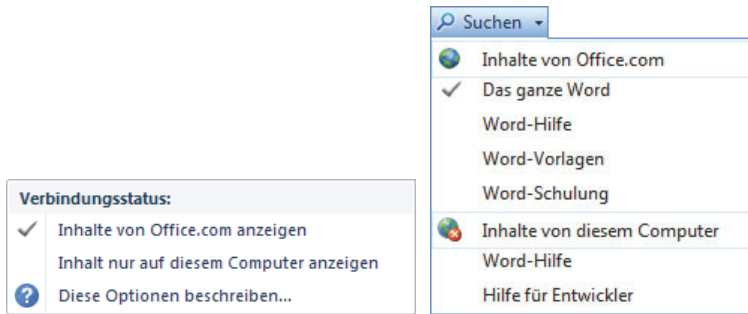 Verbindungsstatus:
Inhalte von Office.com anzeigen
Inhalt nur auf diesem Computer anzeigen
Diese Optionen beschreiben...
Suchen
Inhalte von Office.com
Das ganze Word
Word-Hilfe
Word-Vorlagen
Word-Schulung
Inhalte von diesem Computer
Word-Hilfe
Hilfe für Entwickler